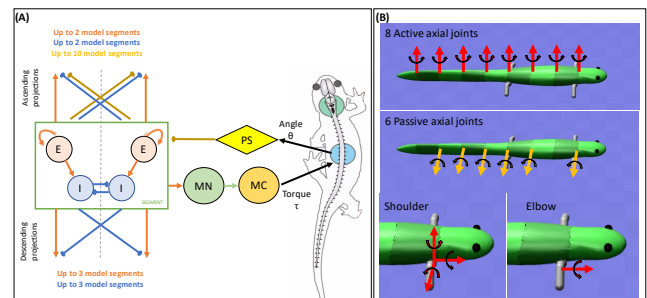 (A)
Up to 2 model segments
Up to 2 model segments
Up to 10 model segments
Ascending
projections
E
E
I
I
SEGMENT
Descending
projections
Up to 3 model segments
Up to 3 model segments
PS
MN
MC
Angle
θ
Torque
τ
(B)
8 Active axial joints
6 Passive axial joints
Shoulder
Elbow